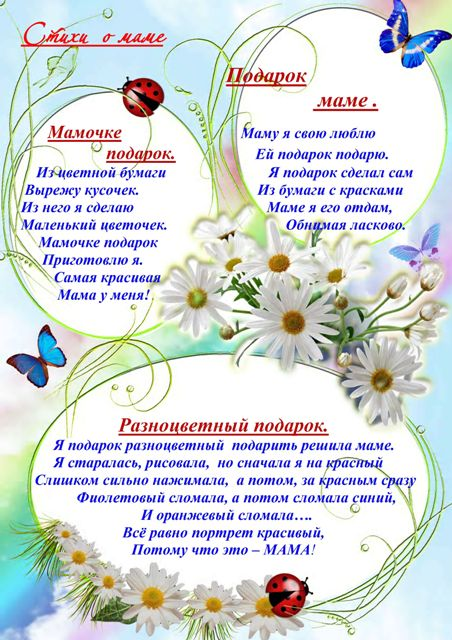 Стихи о маме
Мамочке
подарок.
Из цветной бумаги
Вырежу кусочек.
Из него я сделаю
Маленький цветочек.
Мамочке подарок
Приготовлю я.
Самая красивая
Мама у меня!
Подарок
маме .
Маму я свою люблю
Ей подарок подарю.
Я подарок сделал сам
Из бумаги с красками
Маме я его отдам,
Обнимая ласково.
Разноцветный подарок.
Я подарок разноцветный подарить решила маме.
Я старалась, рисовала, но сначала я на красный
Слишком сильно нажимала, а потом, за красным сразу
Фиолетовый сломала, а потом сломала синий,
И оранжевый сломала….
Всё равно портрет красивый,
Потому что это – МАМА!